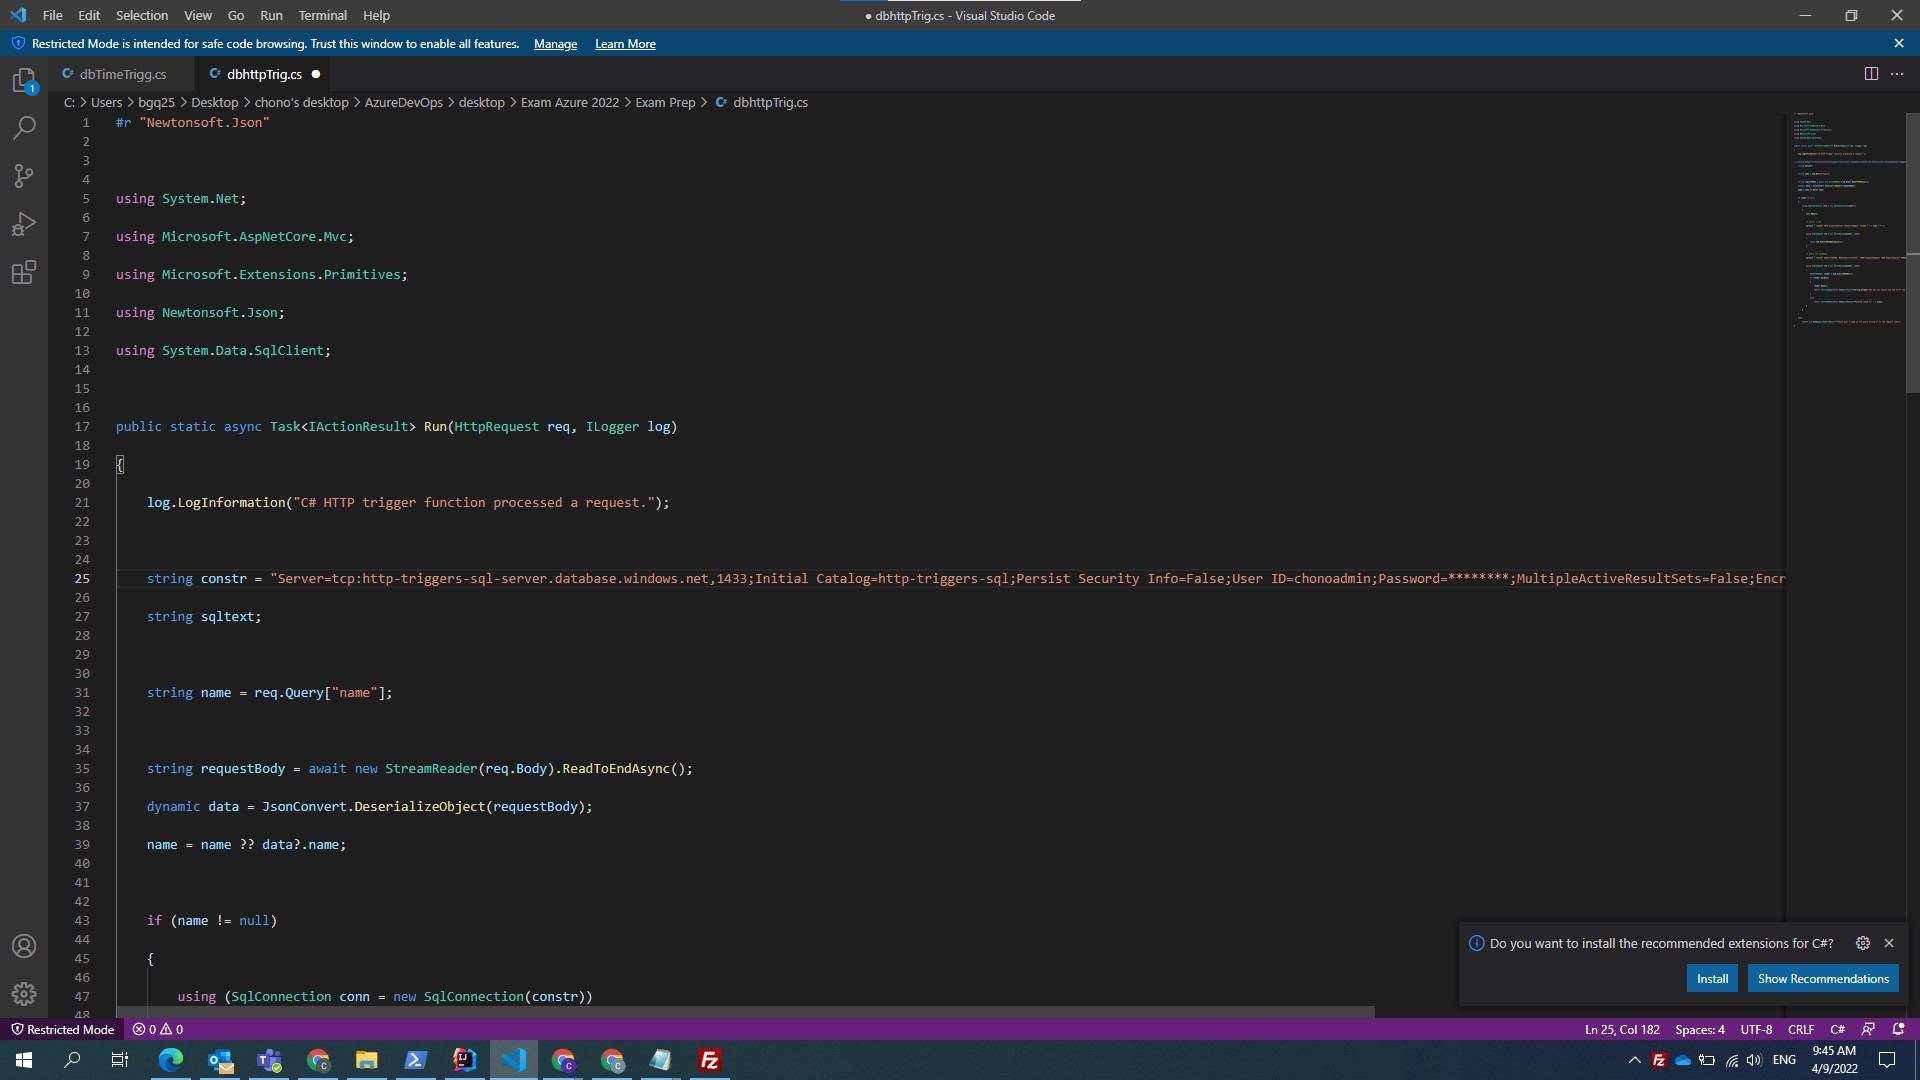 File Edit Selection View Go Run Terminal Help
● dbhttpTrig.cs - Visual Studio Code
Restricted Mode is intended for safe code browsing. Trust this window to enable all features. Manage Learn More
dbTimeTrigg.cs
dbhttpTrig.cs
C: > Users > bgq25 > Desktop > chono's desktop > AzureDevOps > desktop > Exam Azure 2022 > Exam Prep > dbhttpTrig.cs
1 #r "Newtonsoft.Json"
2
3
4
5 using System.Net;
6
7 using Microsoft.AspNetCore.Mvc;
8
9 using Microsoft.Extensions.Primitives;
10
11 using Newtonsoft.Json;
12
13 using System.Data.SqlClient;
14
15
16
17 public static async Task<IActionResult> Run(HttpRequest req, ILogger log)
18
19 {
20
21 log.LogInformation("C# HTTP trigger function processed a request.");
22
23
24
25 string constr = "Server=tcp:http-triggers-sql-server.database.windows.net,1433;Initial Catalog=http-triggers-sql;Persist Security Info=False;User ID=chonoadmin;Password=********;MultipleActiveResultSets=False;Encr
26
27 string sqltext;
28
29
30
31 string name = req.Query["name"];
32
33
34
35 string requestBody = await new StreamReader(req.Body).ReadToEndAsync();
36
37 dynamic data = JsonConvert.DeserializeObject(requestBody);
38
39 name = name ?? data?.name;
40
41
42
43 if (name != null)
44
45 {
46
47 using (SqlConnection conn = new SqlConnection(constr))
48
Do you want to install the recommended extensions for C#?
Install Show Recommendations
Restricted Mode 0 0 Ln 25, Col 182 Spaces: 4 UTF-8 CRLF C#
ENG
9:45 AM
4/9/2022